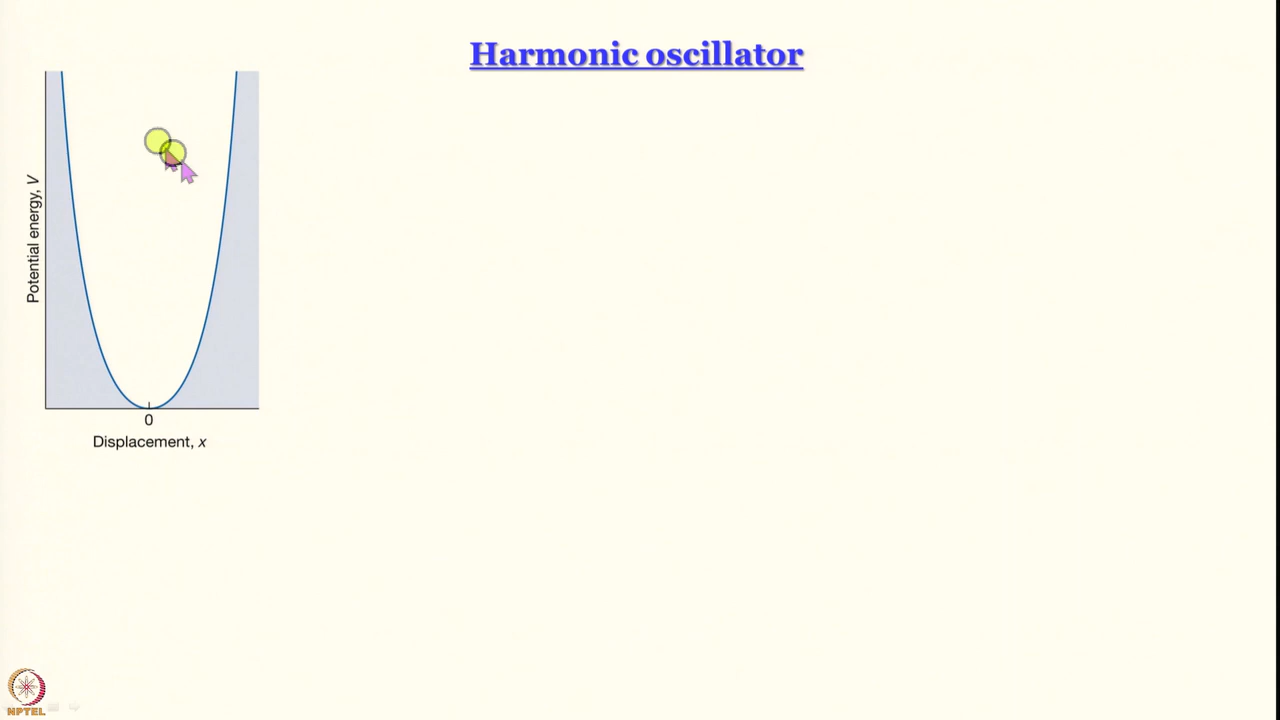 Harmonic oscillator
Potential energy, V
0
Displacement, x
NPTEL